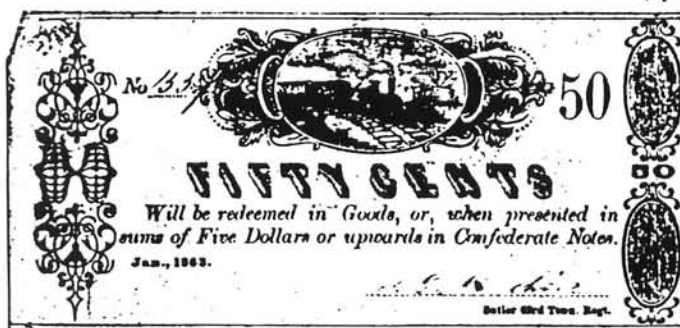 No
50
FIFTY CENTS
50
Will be redeemed in Goods, or, when presented in
sums of Five Dollars or upwards in Confederate Notes.
Jan., 1863.
Sutler 63rd Tenn. Regt.